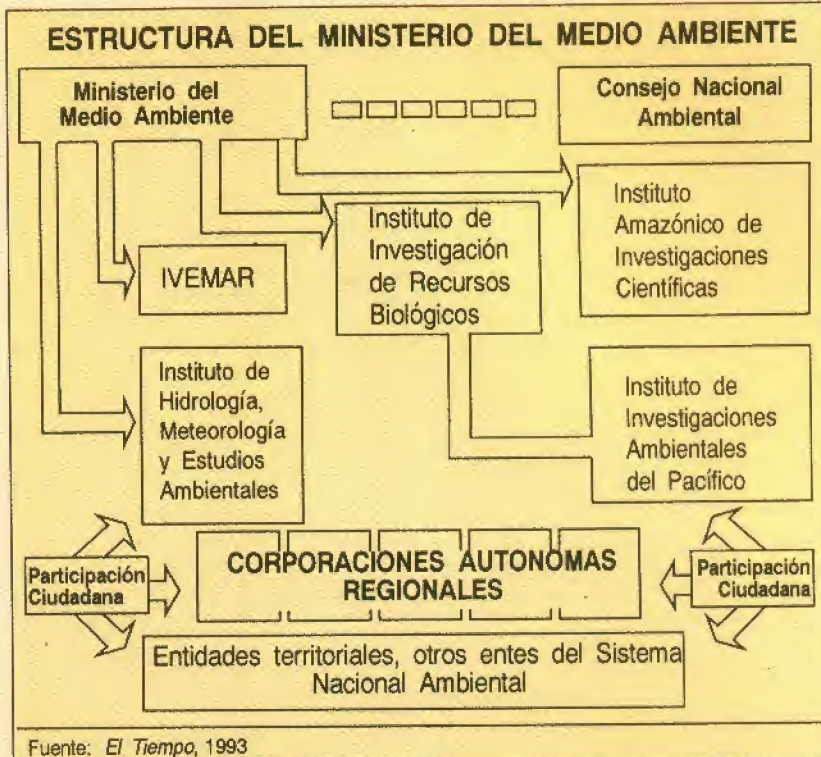 ESTRUCTURA DEL MINISTERIO DEL MEDIO AMBIENTE
Ministerio del
Medio Ambiente
Consejo Nacional
Ambiental
Instituto
Amazónico de
Investigaciones
Científicas
Instituto de
Investigación
de Recursos
Biológicos
IVEMAR
Instituto de
Hidrología,
Meteorología
y Estudios
Ambientales
Instituto de
Investigaciones
Ambientales
del Pacífico
Participación
Ciudadana
CORPORACIONES AUTONOMAS
REGIONALES
Participación
Ciudadana
Entidades territoriales, otros entes del Sistema
Nacional Ambiental
Fuente: El Tiempo, 1993